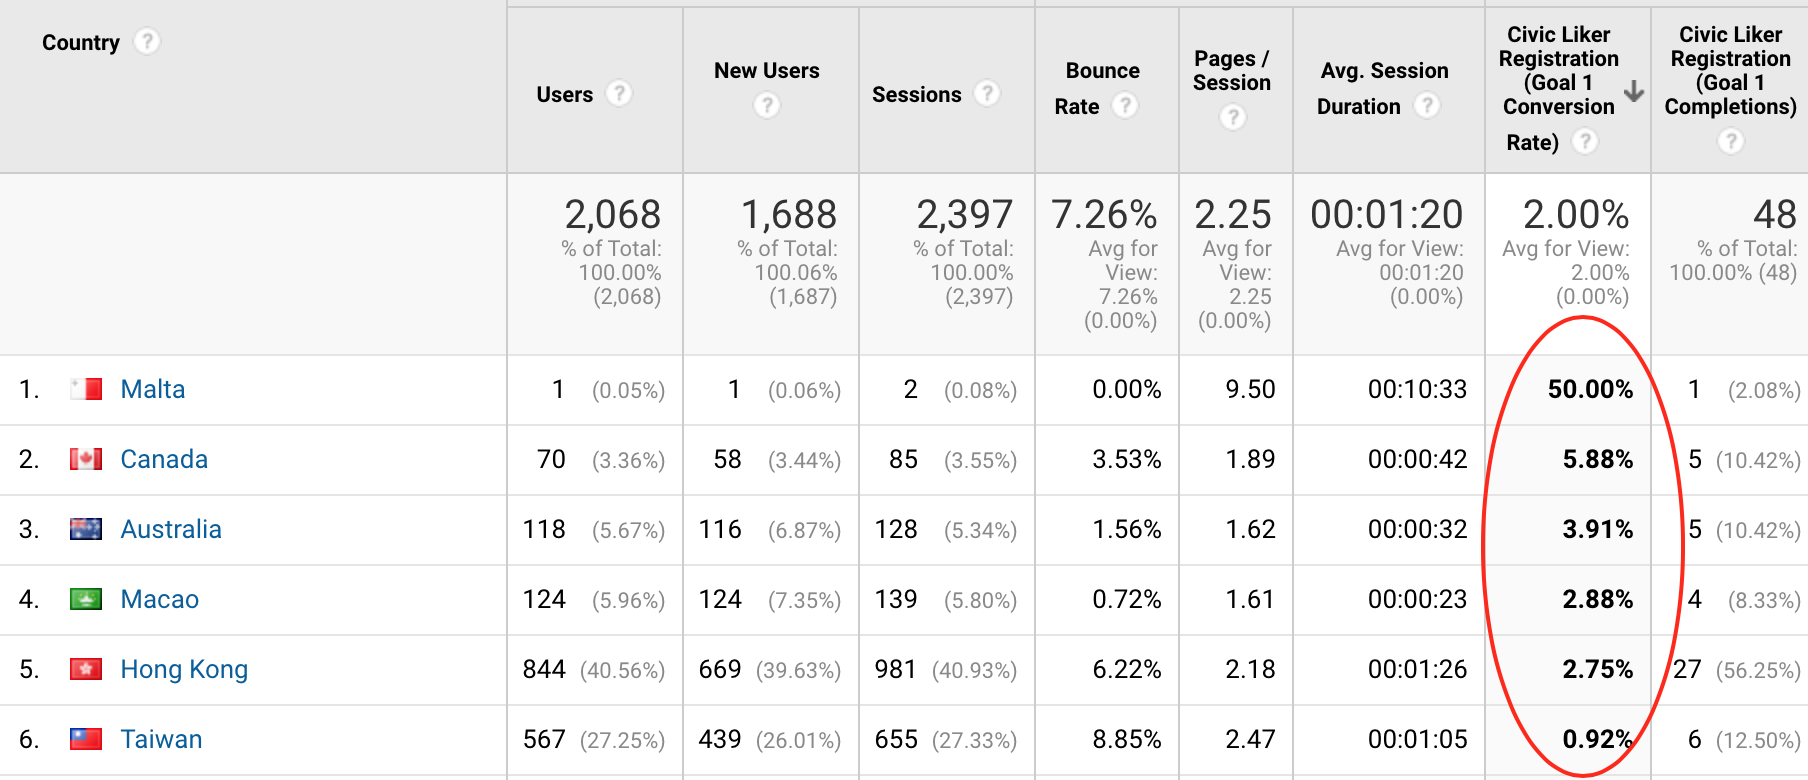 Country ?
Users ?
New Users
?
Sessions ?
Bounce
Rate ?
Pages /
Session
?
Avg. Session
Duration ?
Civic Liker
Registration
(Goal 1
Conversion
Rate) ?
Civic Liker
Registration
(Goal 1
Completions)
?
2,068
% of Total:
100.00%
(2,068)
1,688
% of Total:
100.06%
(1,687)
2,397
% of Total:
100.00%
(2,397)
7.26%
Avg for
View:
7.26%
(0.00%)
2.25
Avg for
View:
2.25
(0.00%)
00:01:20
Avg for View:
00:01:20
(0.00%)
2.00%
Avg for View:
2.00%
(0.00%)
48
% of Total:
100.00% (48)
1. Malta 1 (0.05%) 1 (0.06%) 2 (0.08%) 0.00% 9.50 00:10:33 50.00% 1 (2.08%)
2. Canada 70 (3.36%) 58 (3.44%) 85 (3.55%) 3.53% 1.89 00:00:42 5.88% 5 (10.42%)
3. Australia 118 (5.67%) 116 (6.87%) 128 (5.34%) 1.56% 1.62 00:00:32 3.91% 5 (10.42%)
4. Macao 124 (5.96%) 124 (7.35%) 139 (5.80%) 0.72% 1.61 00:00:23 2.88% 4 (8.33%)
5. Hong Kong 844 (40.56%) 669 (39.63%) 981 (40.93%) 6.22% 2.18 00:01:26 2.75% 27 (56.25%)
6. Taiwan 567 (27.25%) 439 (26.01%) 655 (27.33%) 8.85% 2.47 00:01:05 0.92% 6 (12.50%)